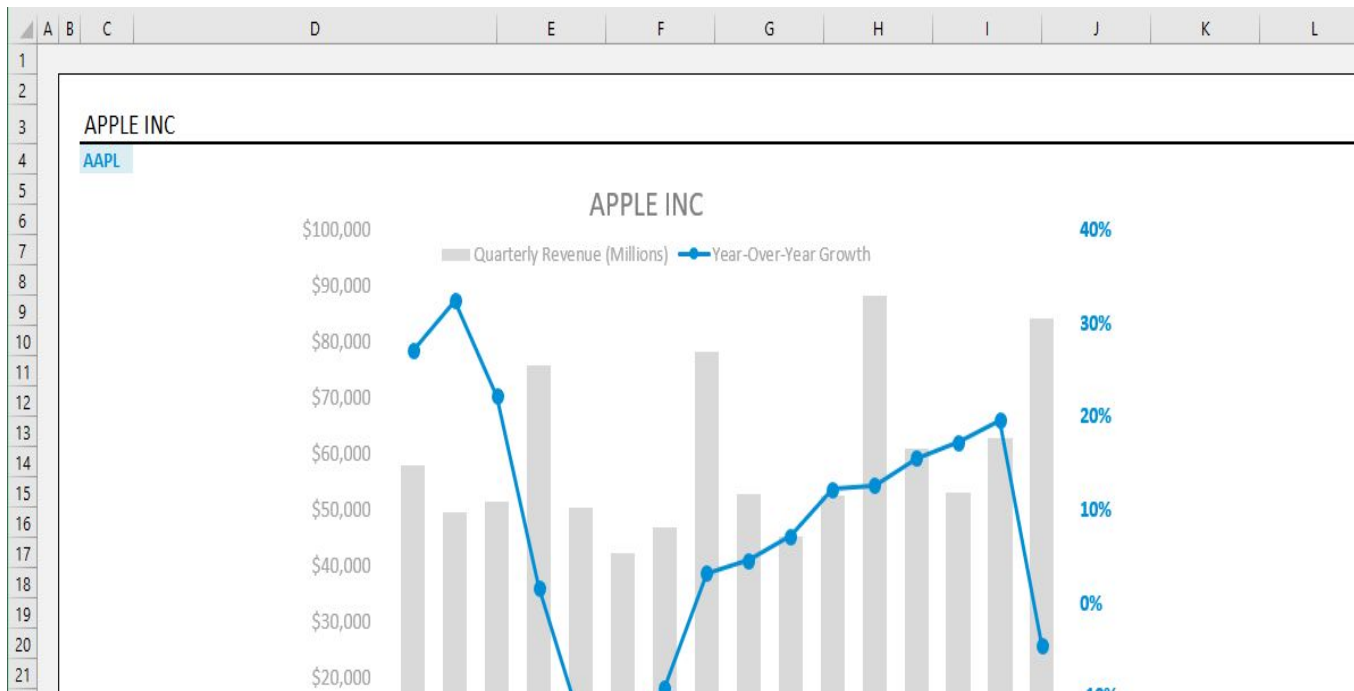 A B C D E F G H I J K L
1
2
3 APPLE INC
4 AAPL
5
APPLE INC
6 $100,000 40%
7 Quarterly Revenue (Millions) Year-Over-Year Growth
8 $90,000
9 30%
10 $80,000
11
12 $70,000
13 20%
14 $60,000
15
16 $50,000 10%
17
18 $40,000
19 0%
20 $30,000
21 $20,000